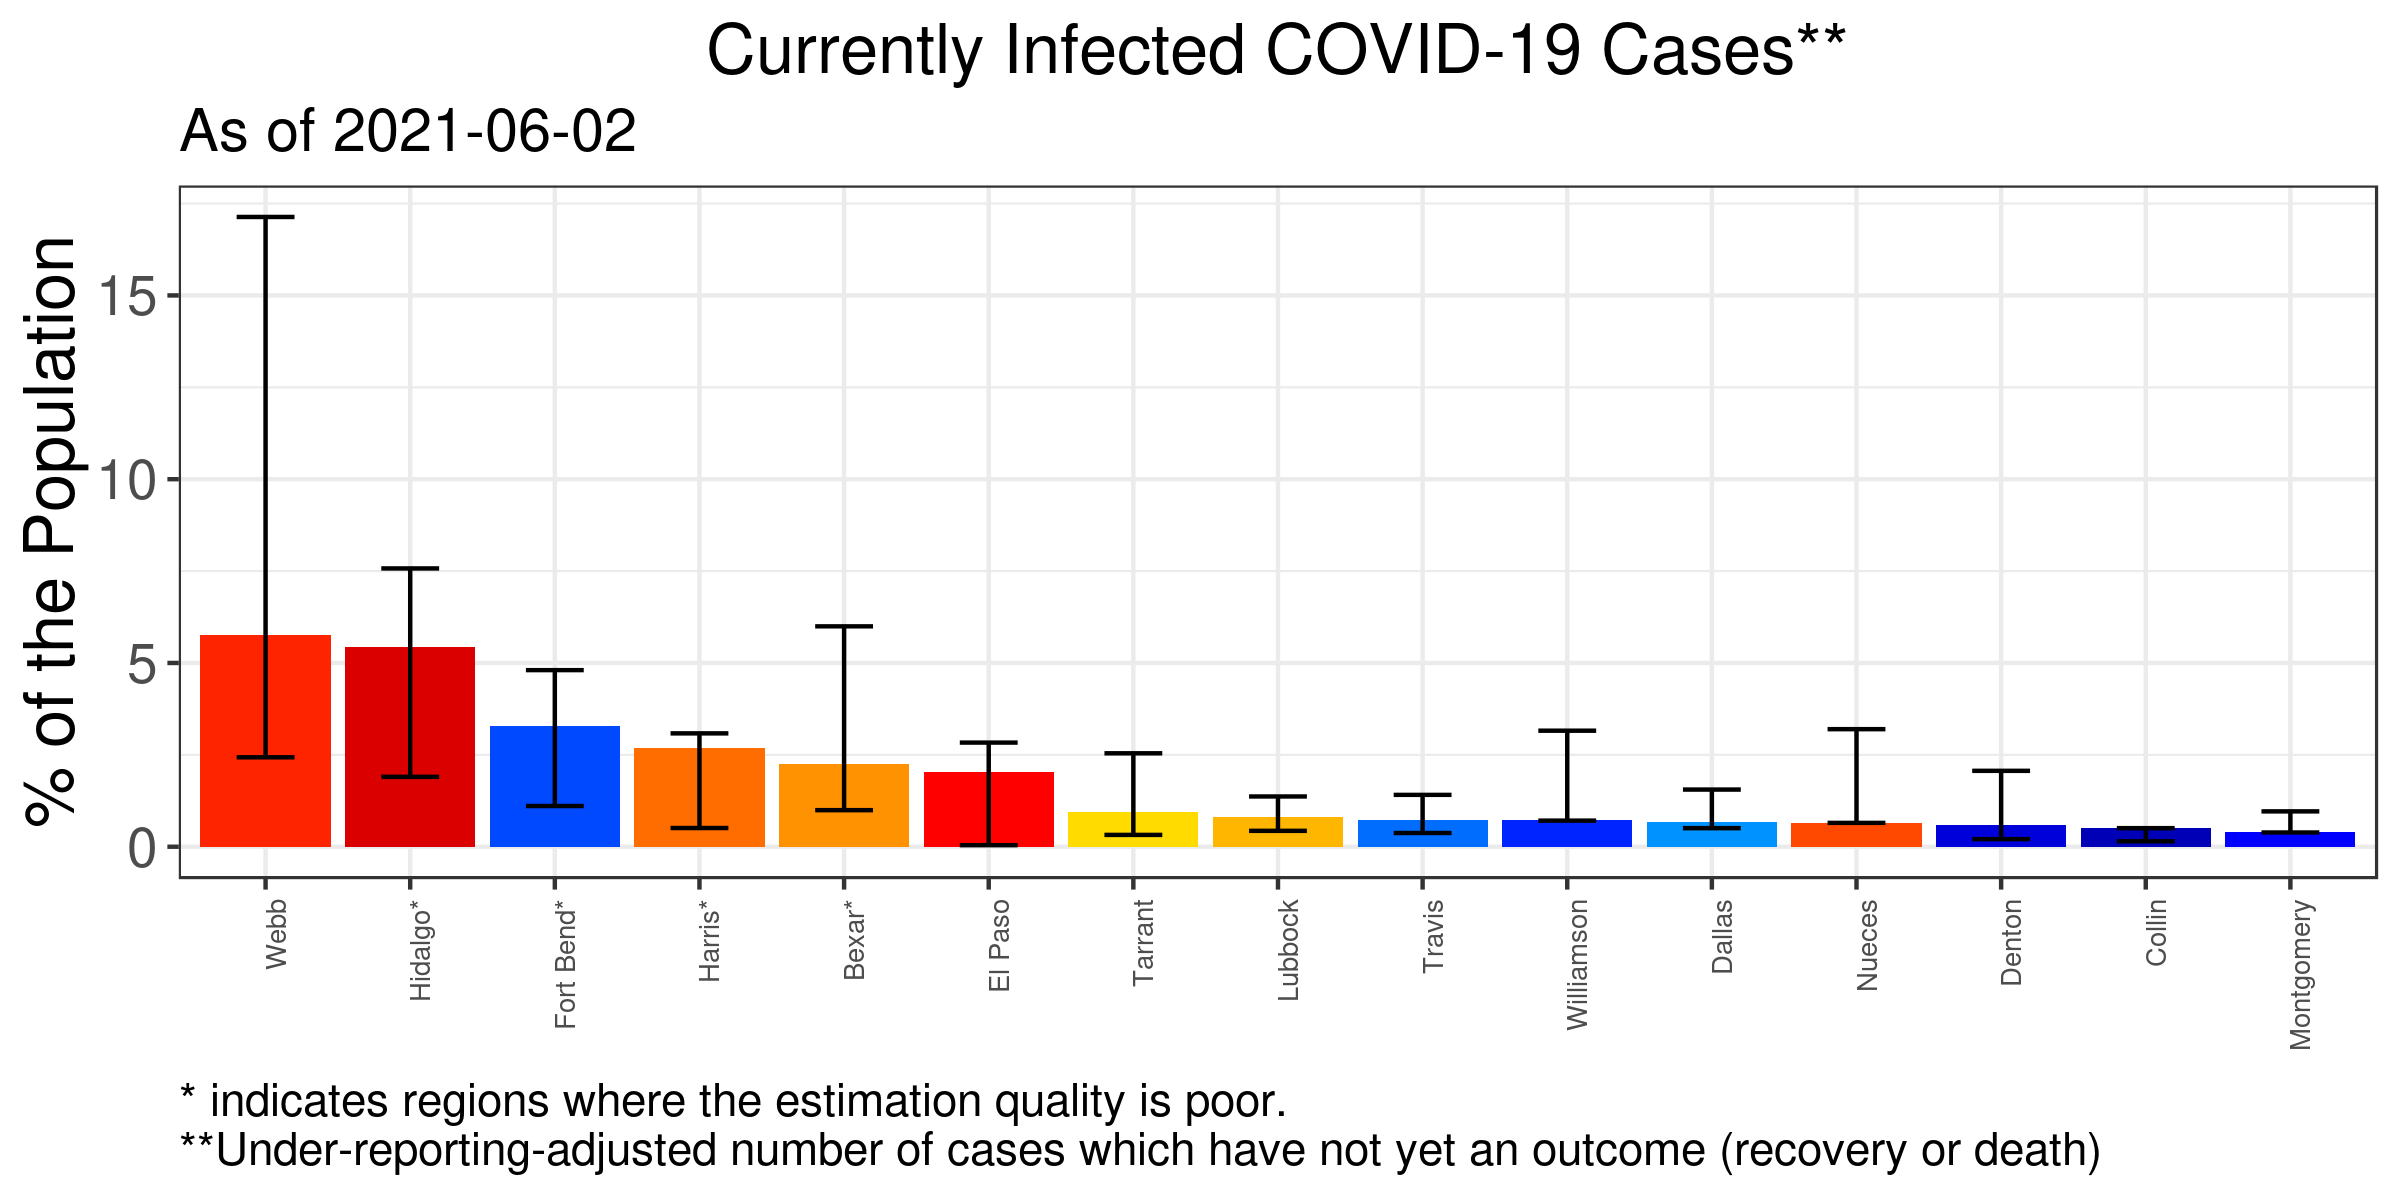 Currently Infected COVID-19 Cases**
As of 2021-06-02
% of the Population
15
10
5
0
Webb
Hidalgo*
Fort Bend*
Harris*
Bexar*
El Paso
Tarrant
Lubbock
Travis
Williamson
Dallas
Nueces
Denton
Collin
Montgomery
* indicates regions where the estimation quality is poor.
**Under-reporting-adjusted number of cases which have not yet an outcome (recovery or death)